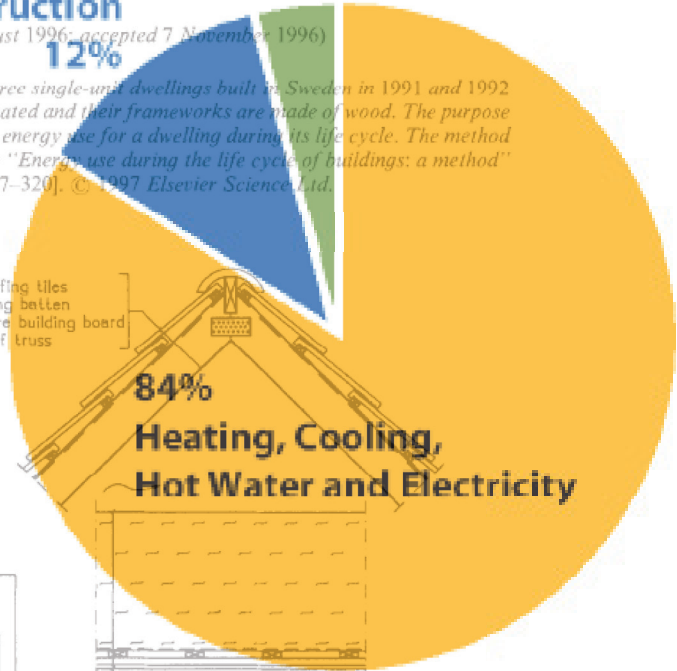 ruction
ust 1996; accepted 7 November 1996)
12%
ree single-unit dwellings built in Sweden in 1991 and 1992
ated and their frameworks are made of wood. The purpose
energy use for a dwelling during its life cycle. The method
"Energy use during the life cycle of buildings: a method"
7–320]. © 1997 Elsevier Science Ltd.
fing tiles
ng batten
re building board
f truss
84%
Heating, Cooling,
Hot Water and Electricity